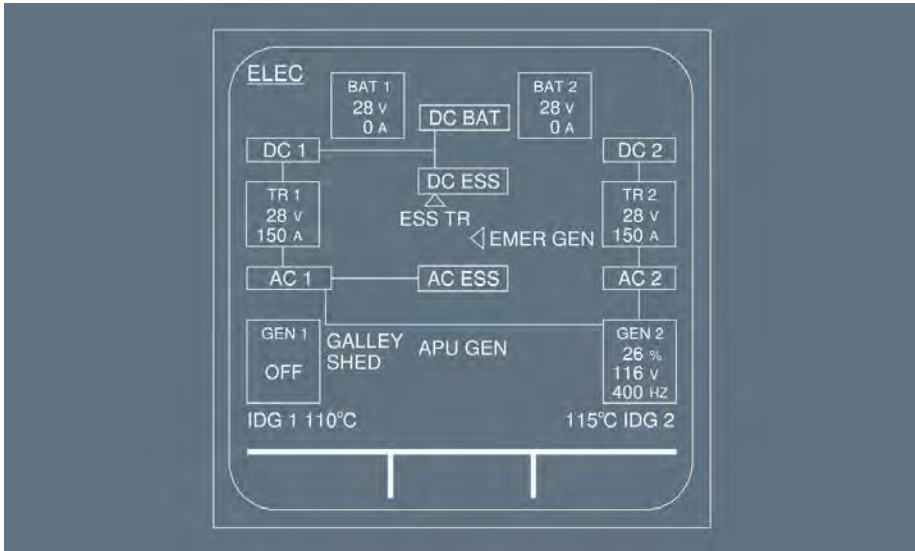 ELEC
BAT 1
28 V
0 A
DC BAT
BAT 2
28 V
0 A
DC 1
DC 2
DC ESS
TR 1
28 V
150 A
ESS TR
EMER GEN
TR 2
28 V
150 A
AC 1
AC ESS
AC 2
GEN 1
OFF
GALLEY
SHED
APU GEN
GEN 2
26 %
116 V
400 HZ
IDG 1 110°C
115°C IDG 2